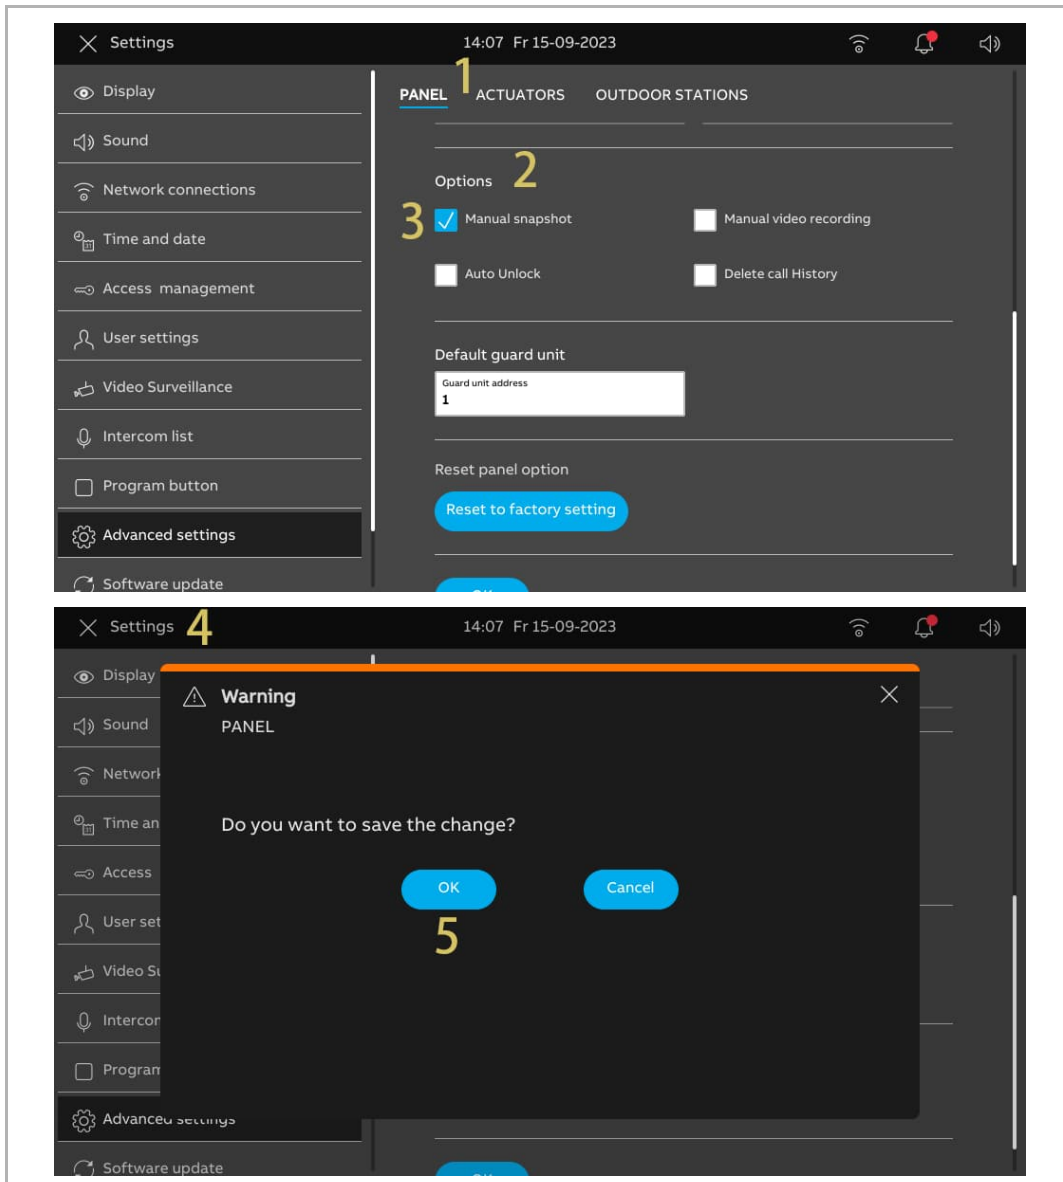 Settings
14:07 Fr 15-09-2023
1
Display
PANEL ACTUATORS OUTDOOR STATIONS
Sound
Options 2
Network connections
3 Manual snapshot Manual video recording
Time and date
Auto Unlock Delete call History
Access management
User settings
Default guard unit
Video Surveillance
Guard unit address
1
Intercom list
Reset panel option
Program button
Reset to factory setting
Advanced settings
Software update
Settings 4
14:07 Fr 15-09-2023
Display
Warning
Sound
PANEL
Network
Time an
Do you want to save the change?
Access
OK Cancel
User set
5
Video Su
Intercom
Program
Advanced settings
Software update